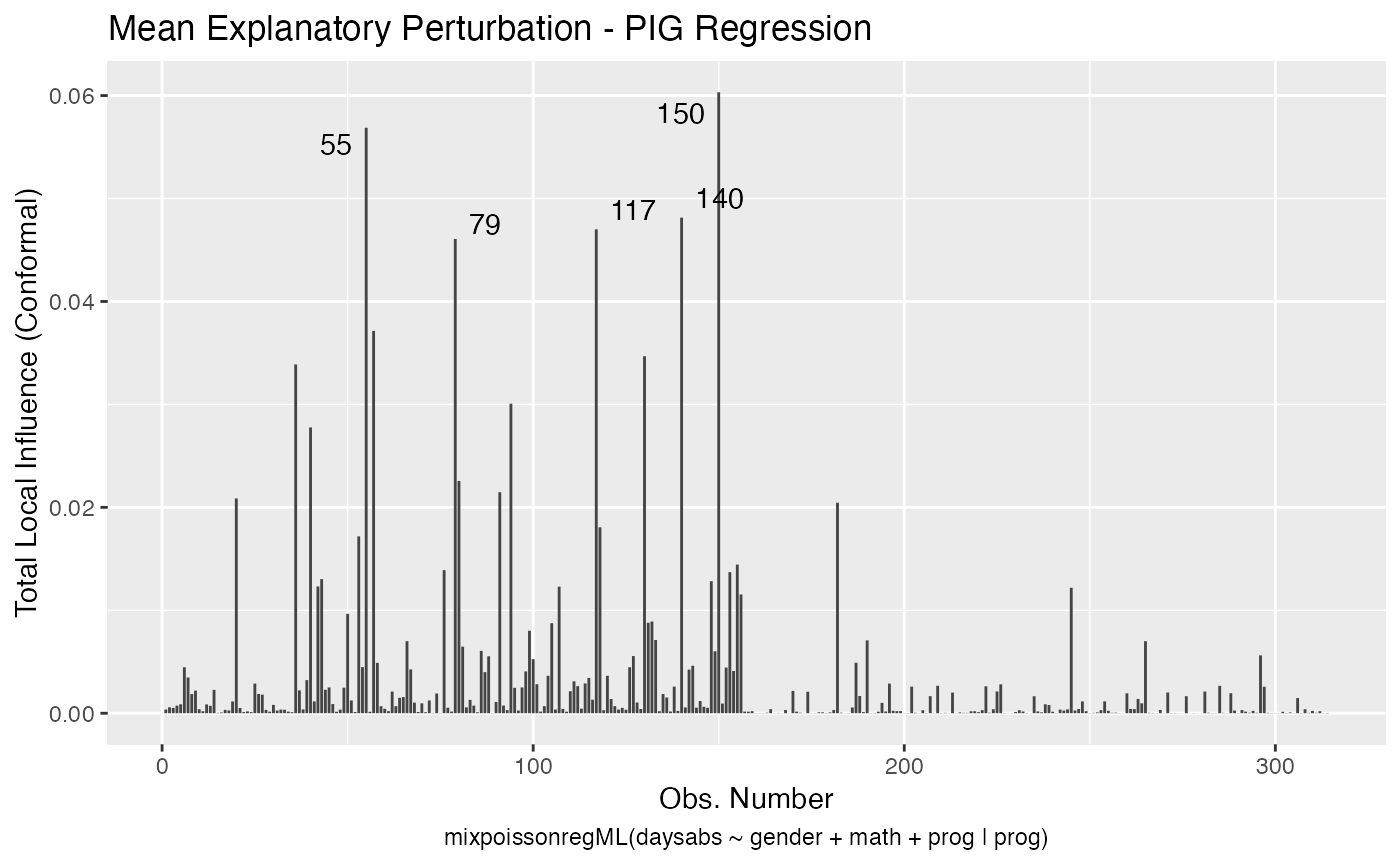 Mean Explanatory Perturbation - PIG Regression
Total Local Influence (Conformal)
0.06
0.04
0.02
0.00
150
55
140
117
79
0 100 200 300
Obs. Number
mixpoissonregML(daysabs ~ gender + math + prog | prog)